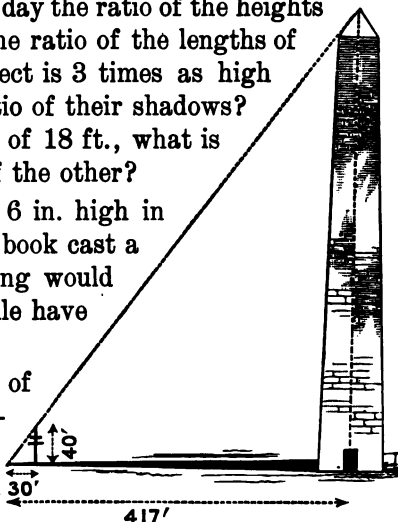 day the ratio of the heights
ne ratio of the lengths of
ect is 3 times as high
tio of their shadows?
of 18 ft., what is
f the other?
6 in. high in
book cast a
ng would
le have
of
40'
30'
417'